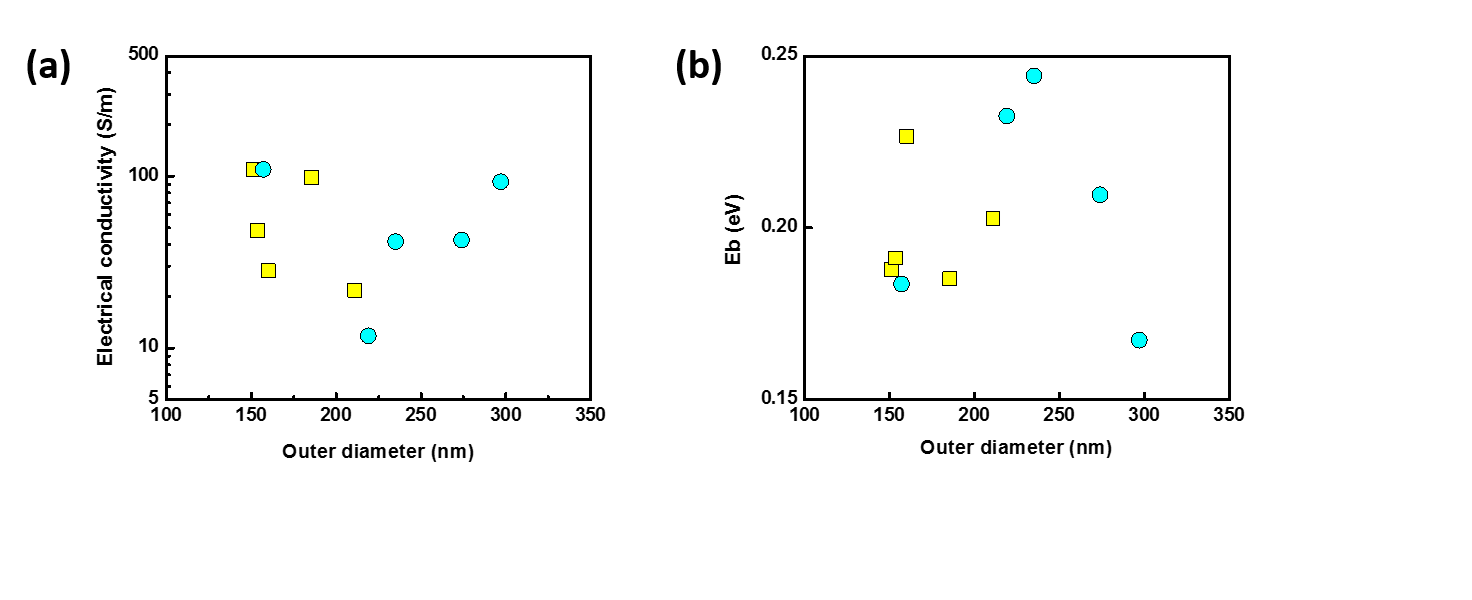 (a)
500
100
10
5
Electrical conductivity (S/m)
100 150 200 250 300 350
Outer diameter (nm)
(b)
0.25
0.20
0.15
Eb (eV)
100 150 200 250 300 350
Outer diameter (nm)